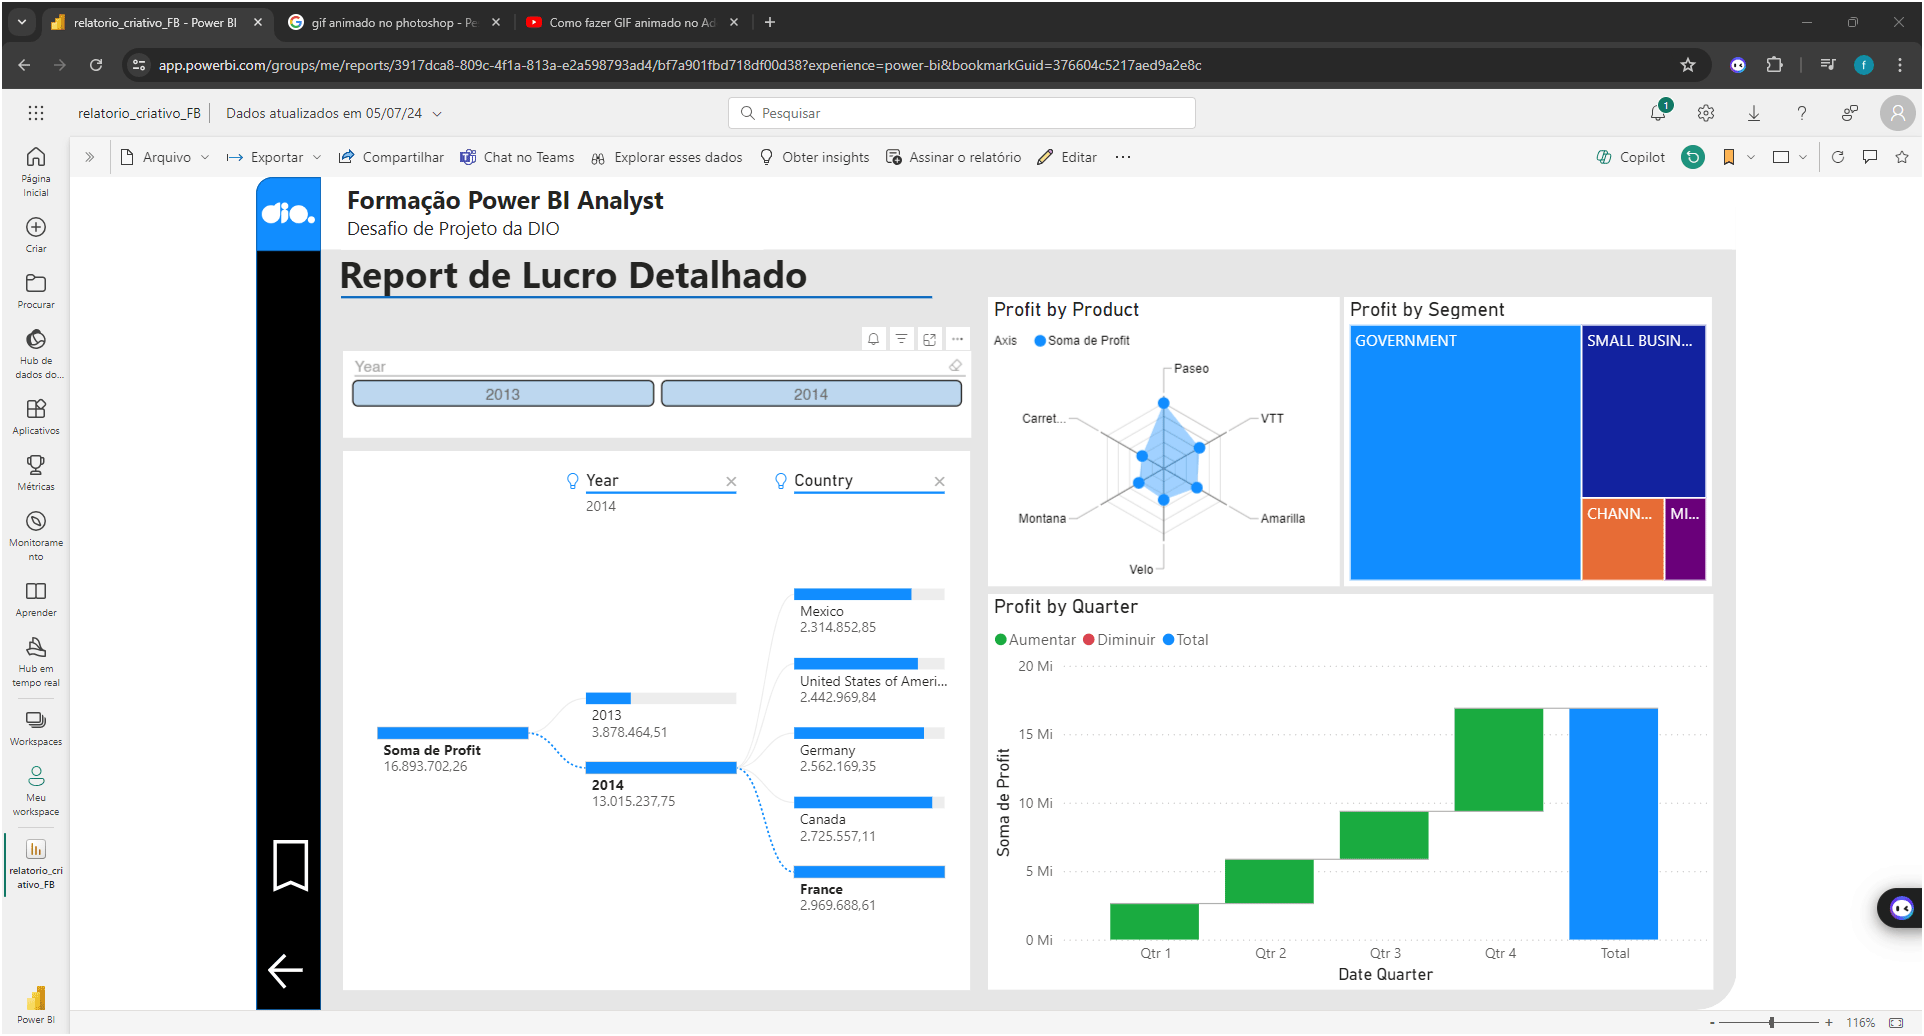 relatorio_criativo_FB - Power BI
gif animado no photoshop - Pe
Como fazer GIF animado no Ad
app.powerbi.com/groups/me/reports/3917dca8-809c-4f1a-813a-e2a598793ad4/bf7a901fbd718df00d38?experience=power-bi&bookmarkGuid=376604c5217aed9a2e8c
f
relatorio_criativo_FB
Dados atualizados em 05/07/24
Pesquisar
1
Arquivo
Exportar
Compartilhar
Chat no Teams
Explorar esses dados
Obter insights
Assinar o relatório
Editar
Copilot
Página
Inicial
Criar
Procurar
Hub de
dados do...
Aplicativos
Métricas
Monitorame
nto
Aprender
Hub em
tempo real
Workspaces
Meu
workspace
relatorio_cri
ativo_FB
Power BI
dio.
Formação Power BI Analyst
Desafio de Projeto da DIO
Report de Lucro Detalhado
Year
2013
2014
Year
2014
Country
Soma de Profit
16.893.702,26
2013
3.878.464,51
2014
13.015.237,75
Mexico
2.314.852,85
United States of Ameri...
2.442.969,84
Germany
2.562.169,35
Canada
2.725.557,11
France
2.969.688,61
Profit by Product
Axis
Soma de Profit
Paseo
Carret...
VTT
Montana
Amarilla
Velo
Profit by Segment
GOVERNMENT
SMALL BUSIN...
CHANN...
MI...
Profit by Quarter
Aumentar
Diminuir
Total
20 Mi
15 Mi
10 Mi
5 Mi
0 Mi
Soma de Profit
Qtr 1
Qtr 2
Qtr 3
Qtr 4
Total
Date Quarter
- + 116%